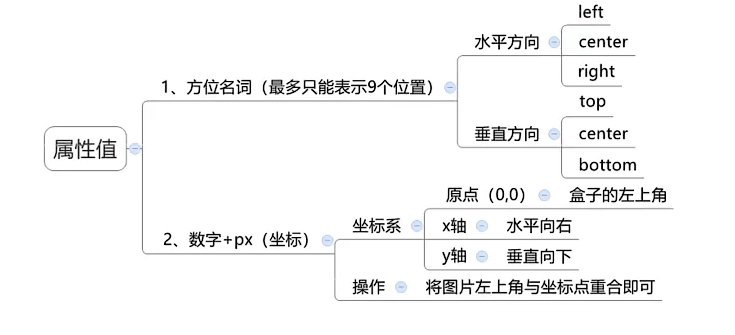 属性值
1、方位名词（最多只能表示9个位置）
水平方向
left
center
right
垂直方向
top
center
bottom
2、数字+px（坐标）
坐标系
原点（0,0）
盒子的左上角
x轴
水平向右
y轴
垂直向下
操作
将图片左上角与坐标点重合即可